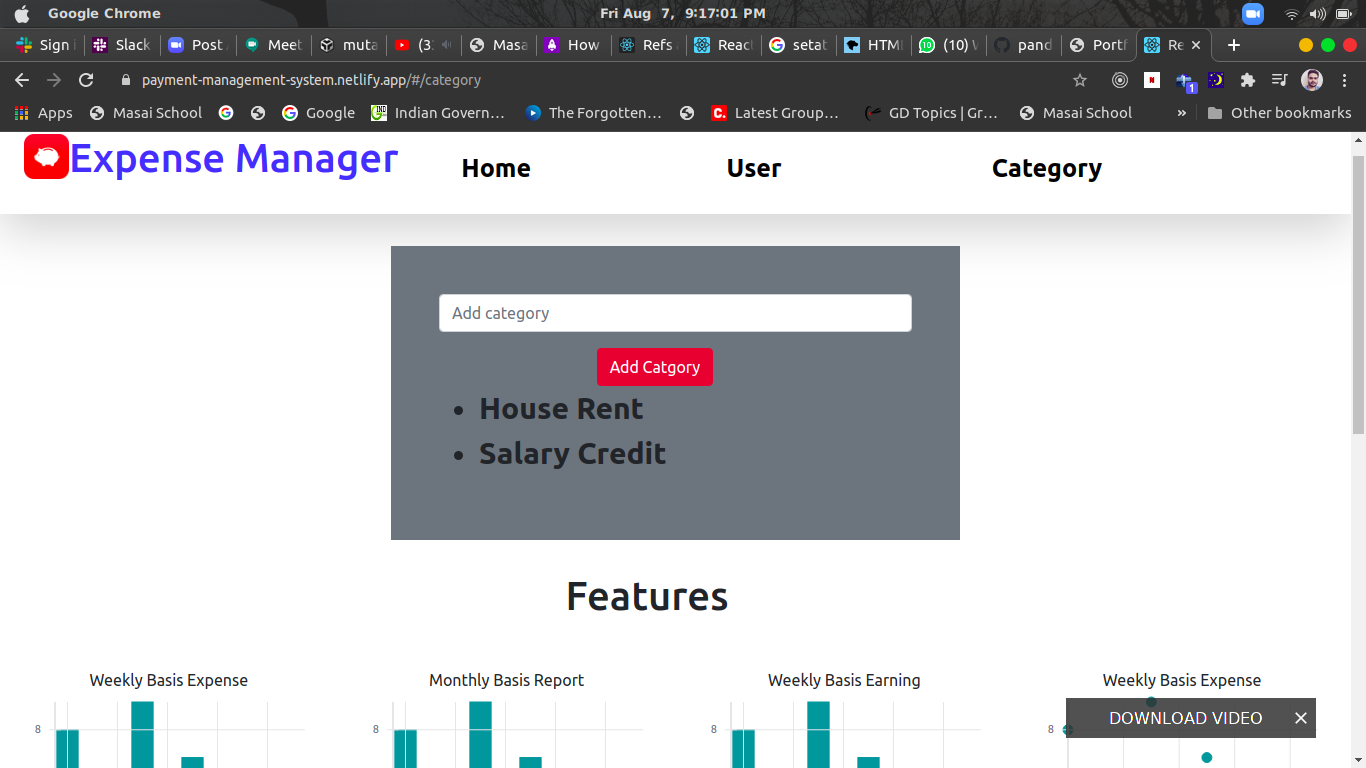 Google Chrome
Fri Aug 7, 9:17:01 PM
Sign Slack Post Meet muta (3 Masa How Refs Reac setat HTM (10) pand Portf Re
payment-management-system.netlify.app/#/category
1
Apps Masai School Google Indian Govern... The Forgotten... Latest Group... GD Topics | Gr... Masai School » Other bookmarks
Expense Manager Home User Category
Add category
Add Catgory
• House Rent
• Salary Credit
Features
Weekly Basis Expense Monthly Basis Report Weekly Basis Earning Weekly Basis Expense
8 8 8 8
DOWNLOAD VIDEO